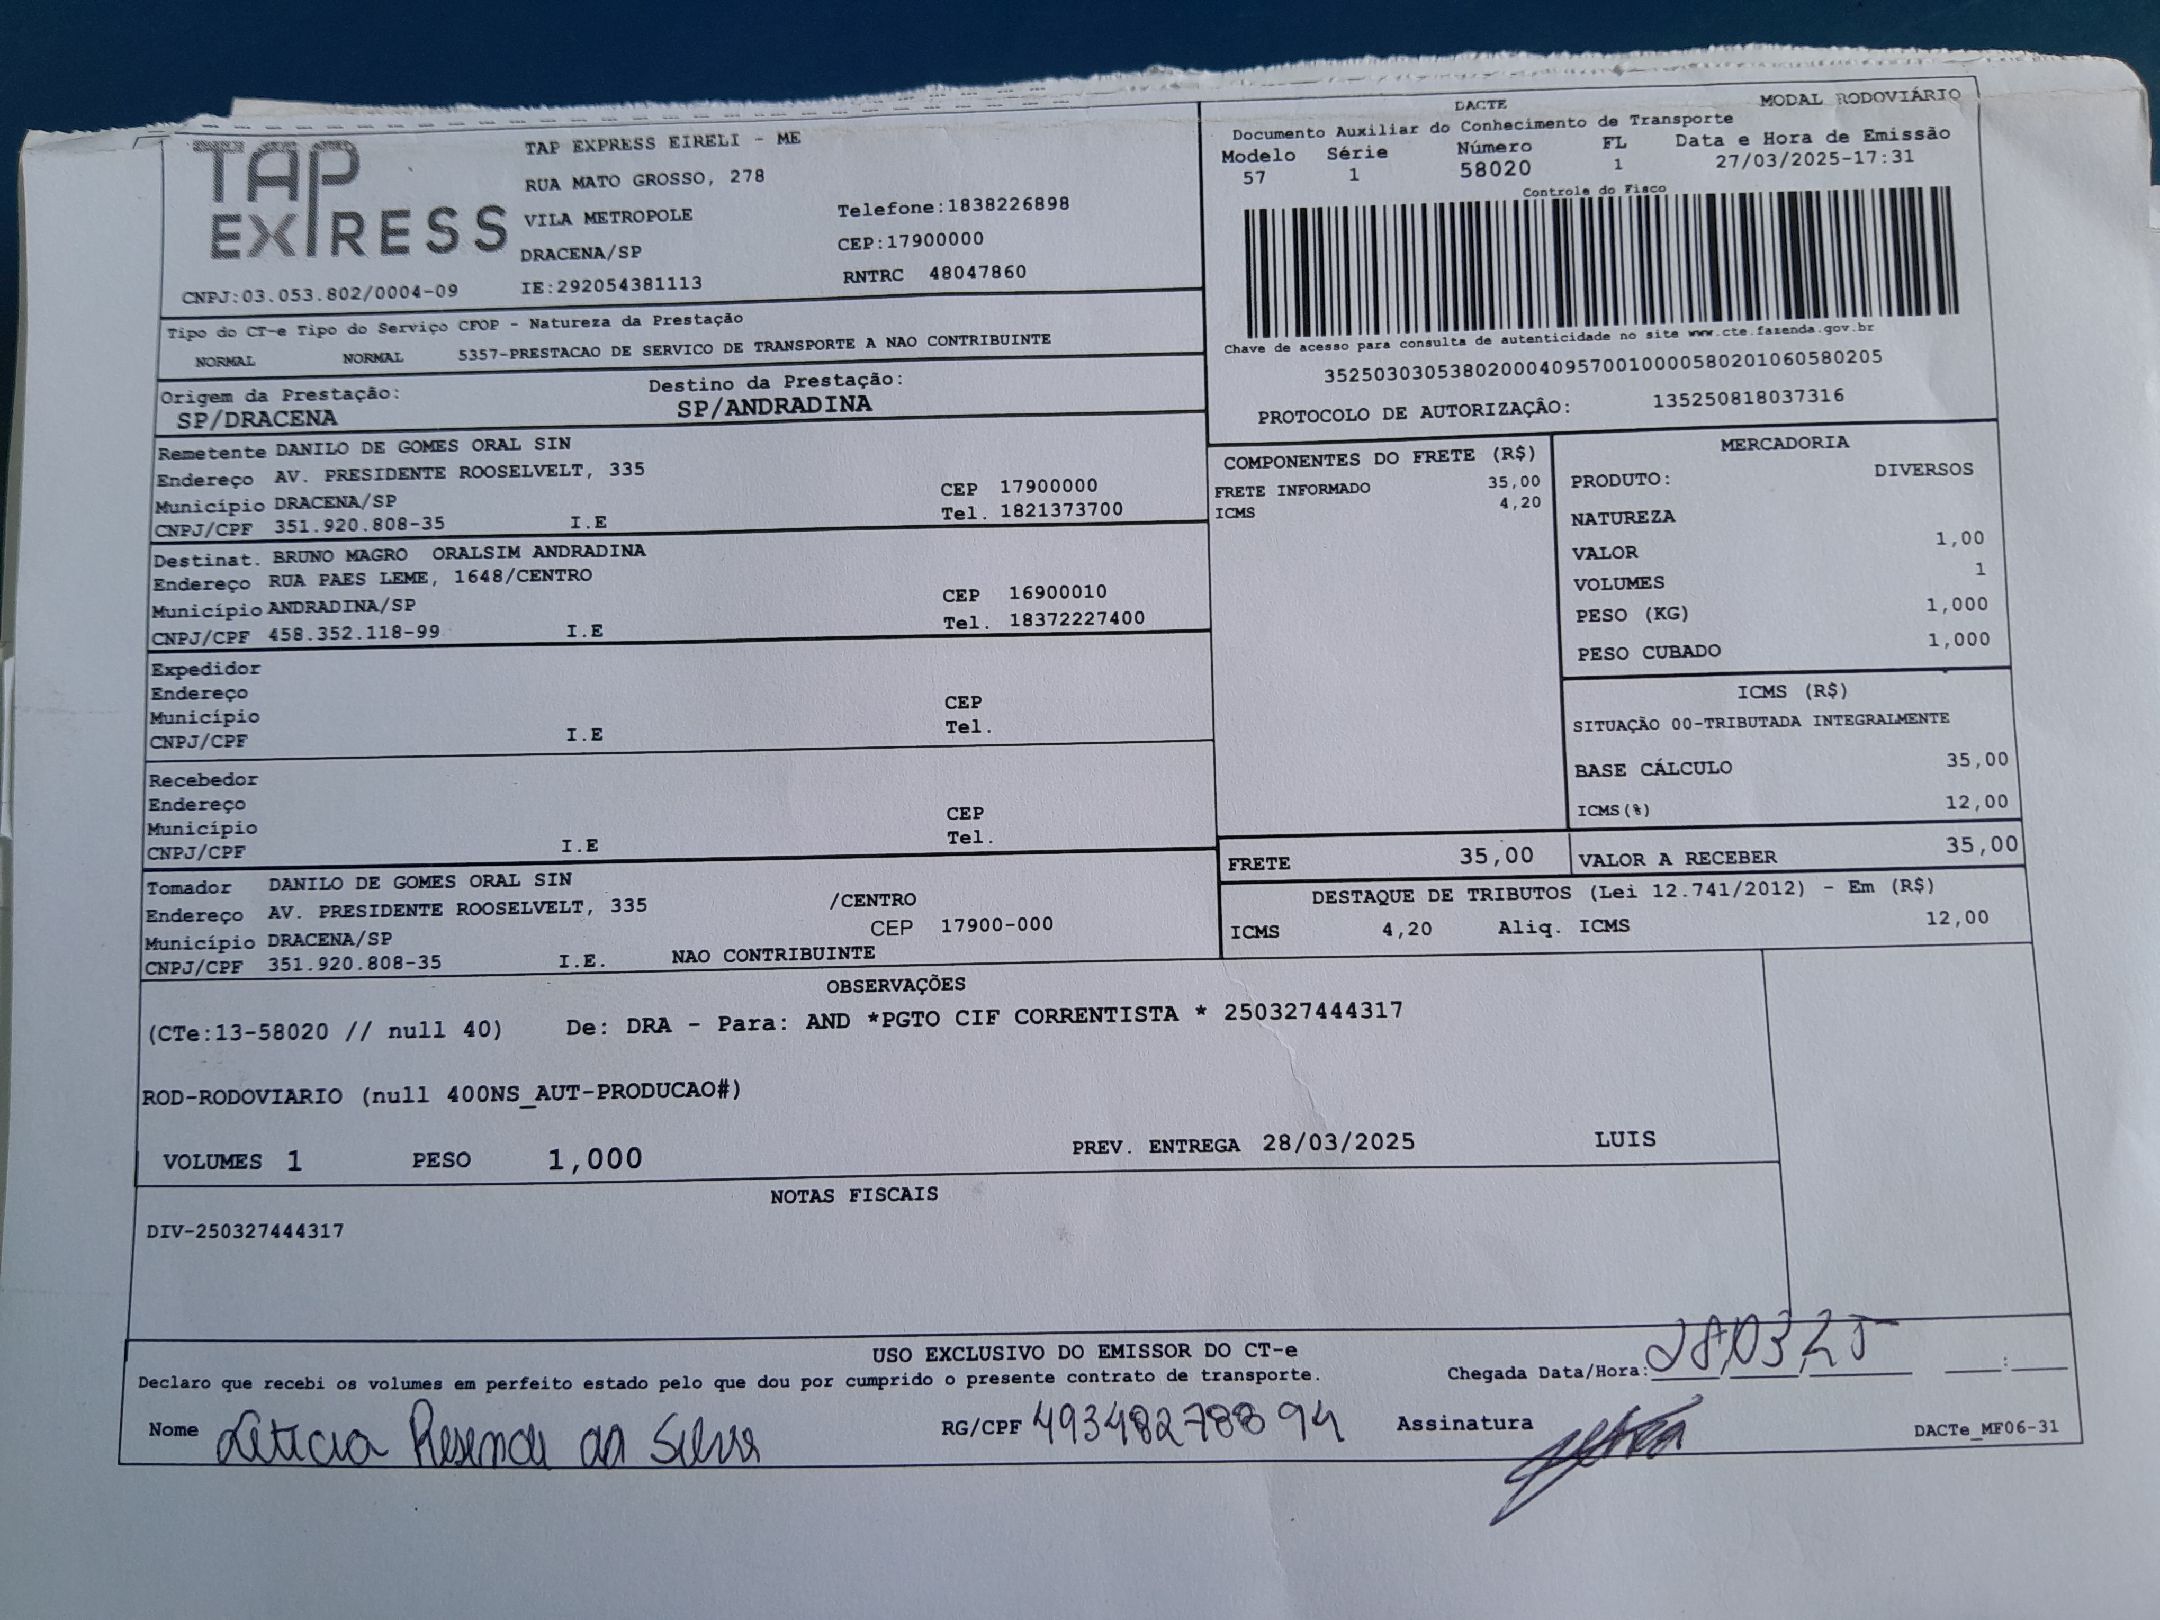 TAP
EXPRESS
CNPJ:03.053.802/0004-09
TAP EXPRESS EIRELI - ME
RUA MATO GROSSO, 278
VILA METROPOLE
DRACENA/SP
IE:292054381113
Telefone:1838226898
CEP:17900000
RNTRC 48047860
DACTE
MODAL RODOVIÁRIO
Documento Auxiliar do Conhecimento de Transporte
Modelo Série Número FL Data e Hora de Emissão
57 1 58020 1 27/03/2025-17:31
Controle do Fisco
Chave de acesso para consulta de autenticidade no site www.cte.fazenda.gov.br
35250303053802000409570010000580201060580205
PROTOCOLO DE AUTORIZAÇÂO: 135250818037316
Tipo do CT-e Tipo do Serviço CFOP - Natureza da Prestação
NORMAL NORMAL 5357-PRESTACAO DE SERVICO DE TRANSPORTE A NAO CONTRIBUINTE
Origem da Prestação: Destino da Prestação:
SP/DRACENA SP/ANDRADINA
Remetente DANILO DE GOMES ORAL SIN
Endereço AV. PRESIDENTE ROOSELVELT, 335
Município DRACENA/SP CEP 17900000
CNPJ/CPF 351.920.808-35 I.E Tel. 1821373700
Destinat. BRUNO MAGRO ORALSIM ANDRADINA
Endereço RUA PAES LEME, 1648/CENTRO
Município ANDRADINA/SP CEP 16900010
CNPJ/CPF 458.352.118-99 I.E Tel. 18372227400
Expedidor
Endereço
Município CEP
CNPJ/CPF I.E Tel.
Recebedor
Endereço
Município CEP
CNPJ/CPF I.E Tel.
Tomador DANILO DE GOMES ORAL SIN
Endereço AV. PRESIDENTE ROOSELVELT, 335 /CENTRO
Município DRACENA/SP CEP 17900-000
CNPJ/CPF 351.920.808-35 I.E. NAO CONTRIBUINTE
COMPONENTES DO FRETE (R$)
FRETE INFORMADO 35,00
ICMS 4,20
MERCADORIA
PRODUTO: DIVERSOS
NATUREZA
VALOR 1,00
VOLUMES 1
PESO (KG) 1,000
PESO CUBADO 1,000
ICMS (R$)
SITUAÇÃO 00-TRIBUTADA INTEGRALMENTE
BASE CÁLCULO 35,00
ICMS(%) 12,00
FRETE 35,00 VALOR A RECEBER 35,00
DESTAQUE DE TRIBUTOS (Lei 12.741/2012) - Em (R$)
ICMS 4,20 Aliq. ICMS 12,00
OBSERVAÇÕES
(CTe:13-58020 // null 40) De: DRA - Para: AND *PGTO CIF CORRENTISTA * 250327444317
ROD-RODOVIARIO (null 400NS_AUT-PRODUCAO#)
VOLUMES 1 PESO 1,000 PREV. ENTREGA 28/03/2025 LUIS
NOTAS FISCAIS
DIV-250327444317
USO EXCLUSIVO DO EMISSOR DO CT-e
Declaro que recebi os volumes em perfeito estado pelo que dou por cumprido o presente contrato de transporte.
Chegada Data/Hora: 28/03/25 :
Nome Leticia Resende da Silva RG/CPF 49348278894 Assinatura
DACTe_MF06-31